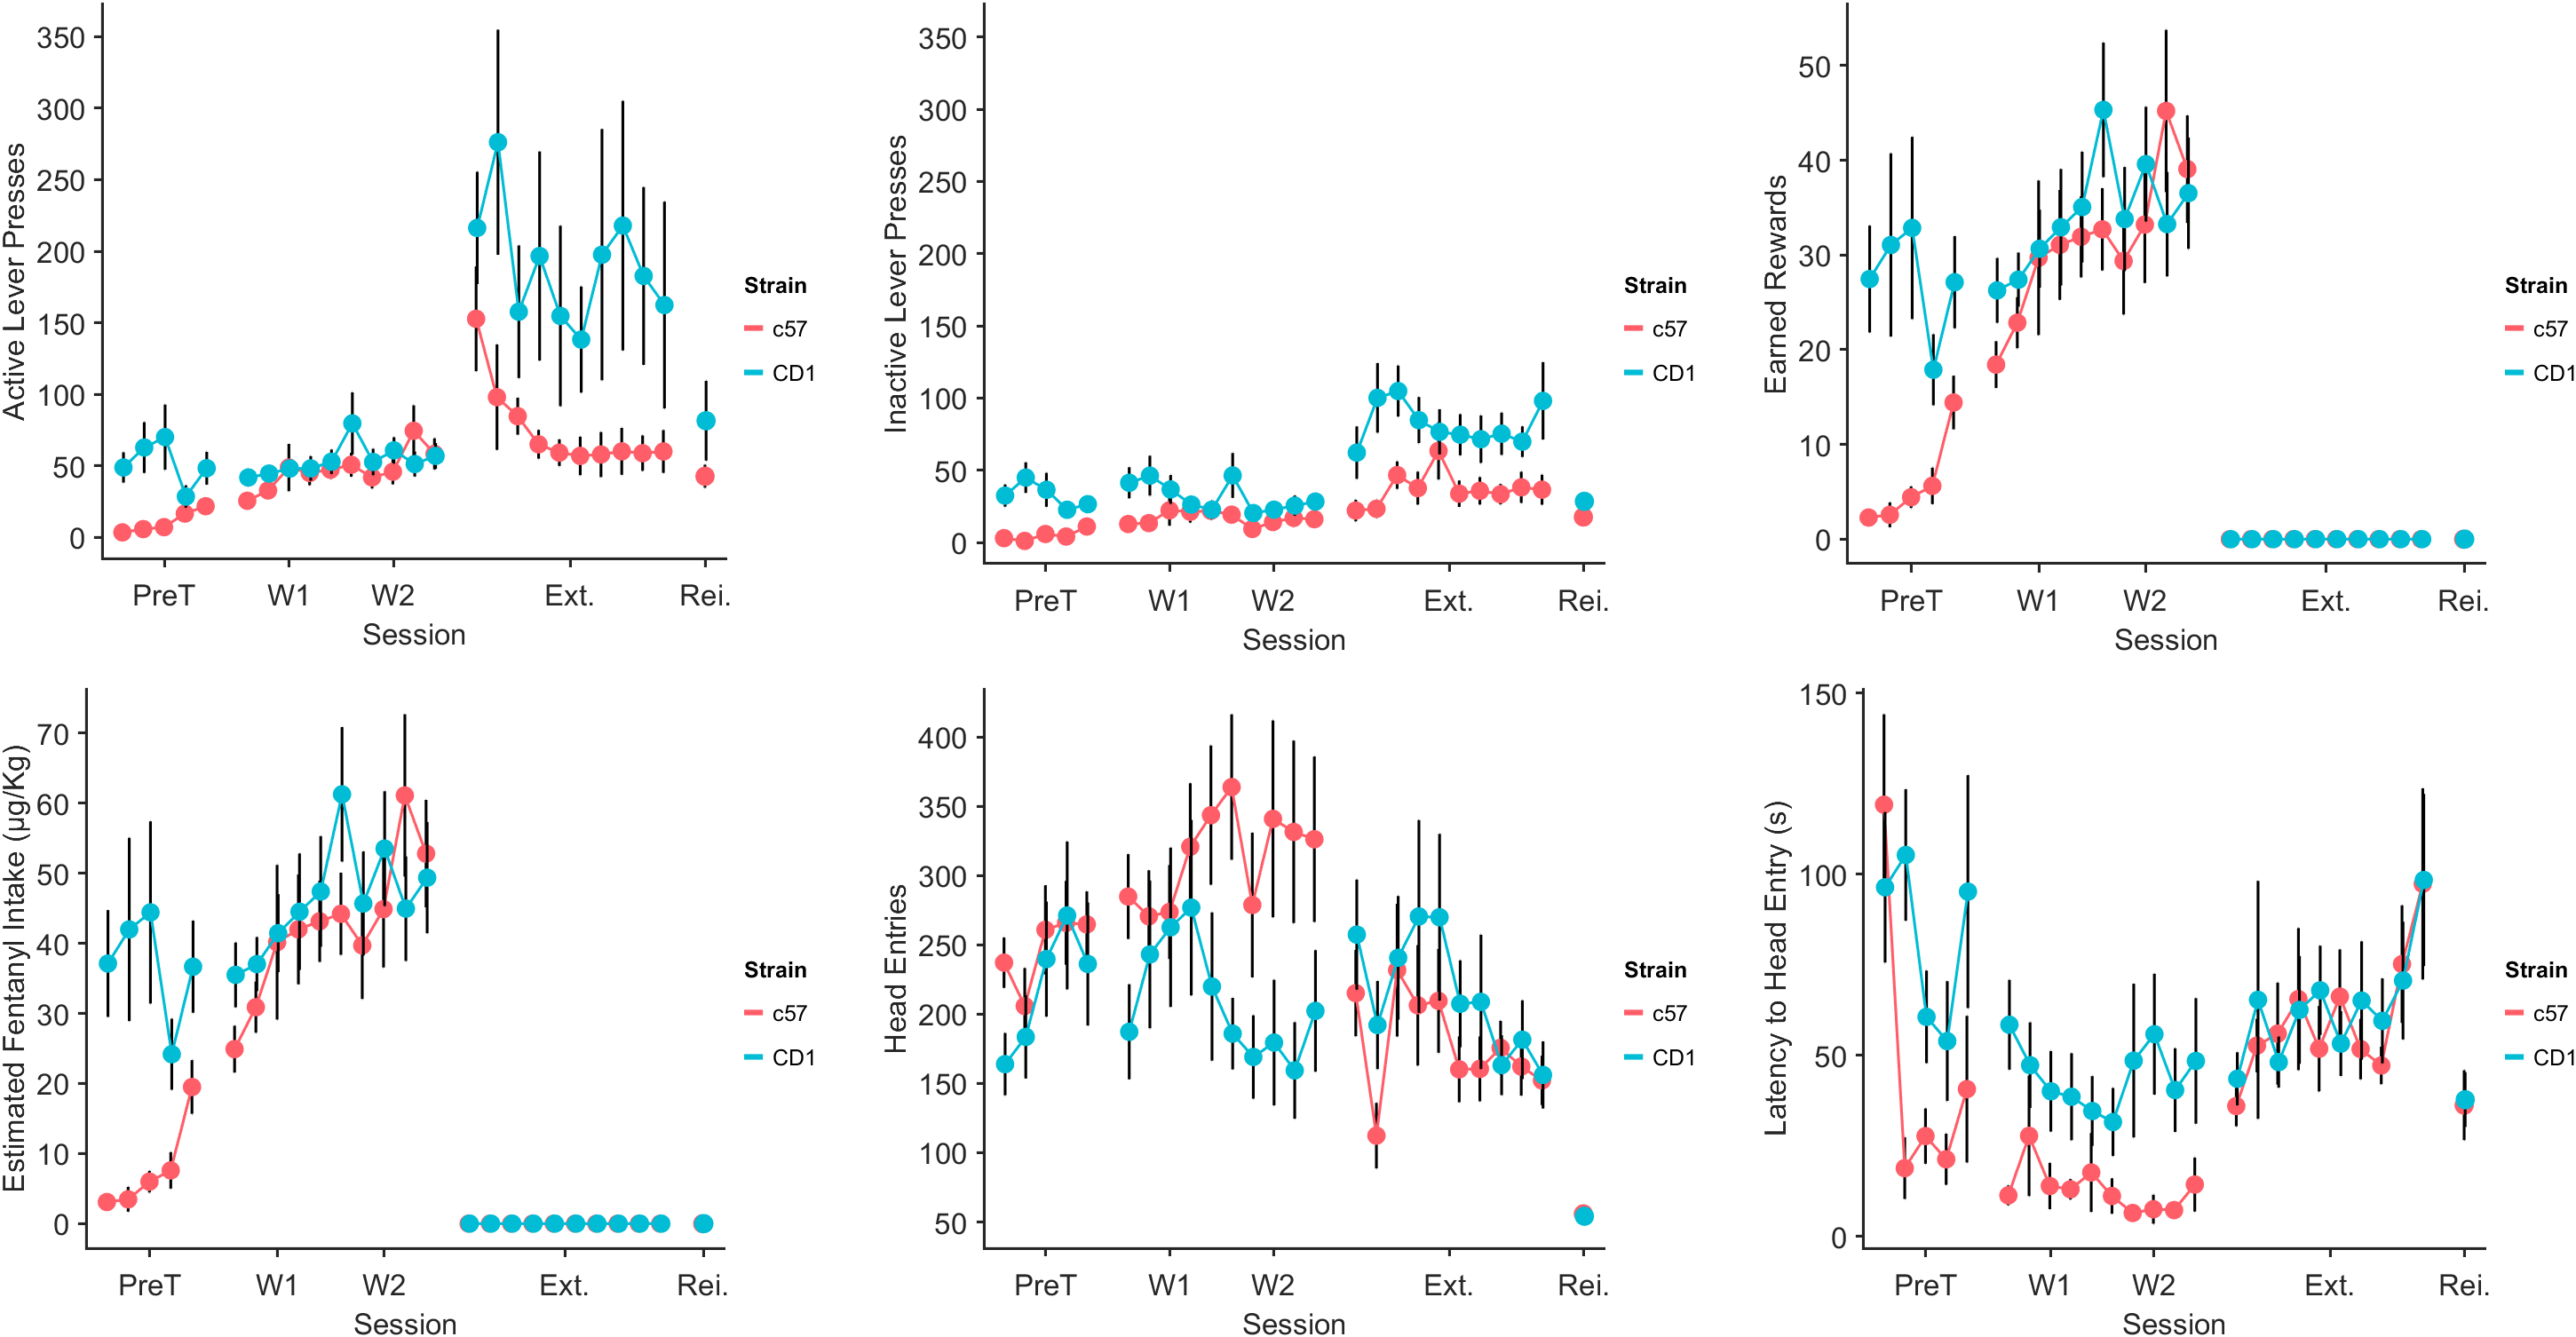 Active Lever Presses
350
300
250
200
150
100
50
0
PreT W1 W2 Ext. Rei.
Session
Strain
c57
CD1
Inactive Lever Presses
350
300
250
200
150
100
50
0
PreT W1 W2 Ext. Rei.
Session
Strain
c57
CD1
Earned Rewards
50
40
30
20
10
0
PreT W1 W2 Ext. Rei.
Session
Strain
c57
CD1
Estimated Fentanyl Intake (μg/Kg)
70
60
50
40
30
20
10
0
PreT W1 W2 Ext. Rei.
Session
Strain
c57
CD1
Head Entries
400
350
300
250
200
150
100
50
PreT W1 W2 Ext. Rei.
Session
Strain
c57
CD1
Latency to Head Entry (s)
150
100
50
0
PreT W1 W2 Ext. Rei.
Session
Strain
c57
CD1